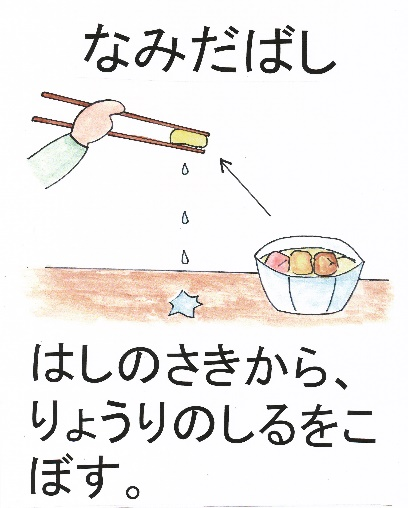 なみだばし
はしのさきから、
りょうりのしるをこ
ぼす。